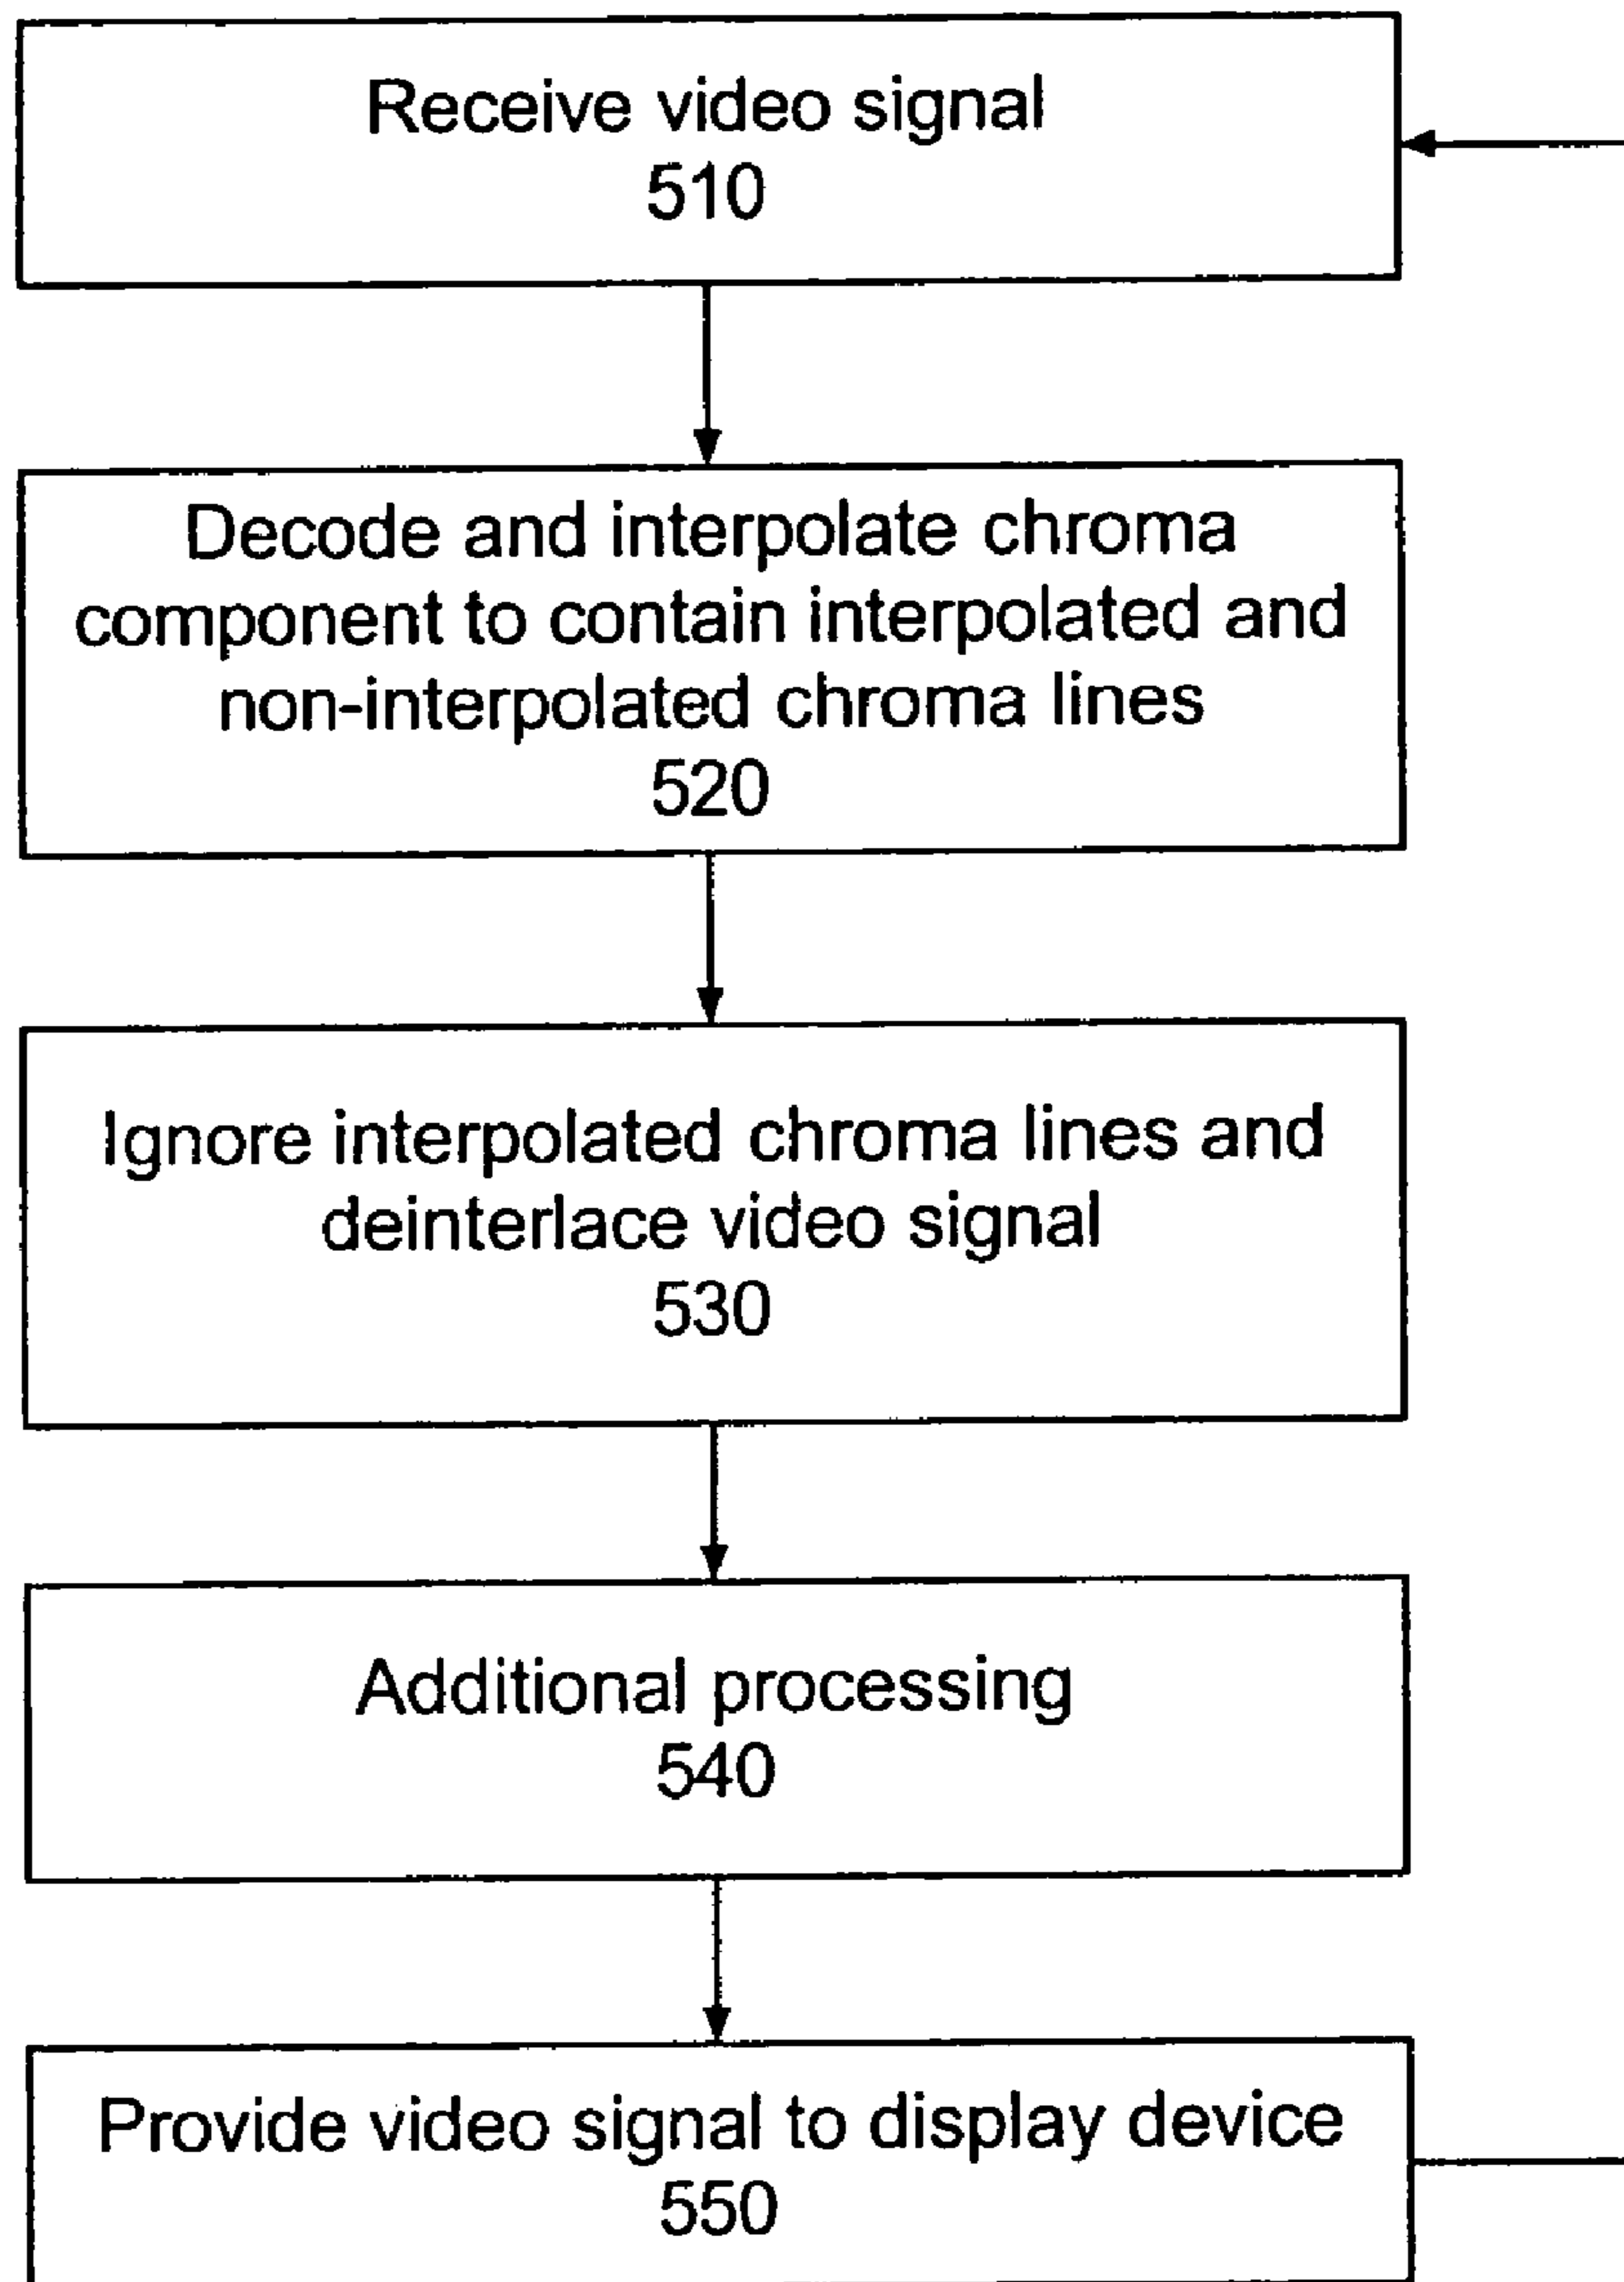 Receive video signal
510
Decode and interpolate chroma
component to contain interpolated and
non-interpolated chroma lines
520
Ignore interpolated chroma lines and
deinterlace video signal
530
Additional processing
540
Provide video signal to display device
550